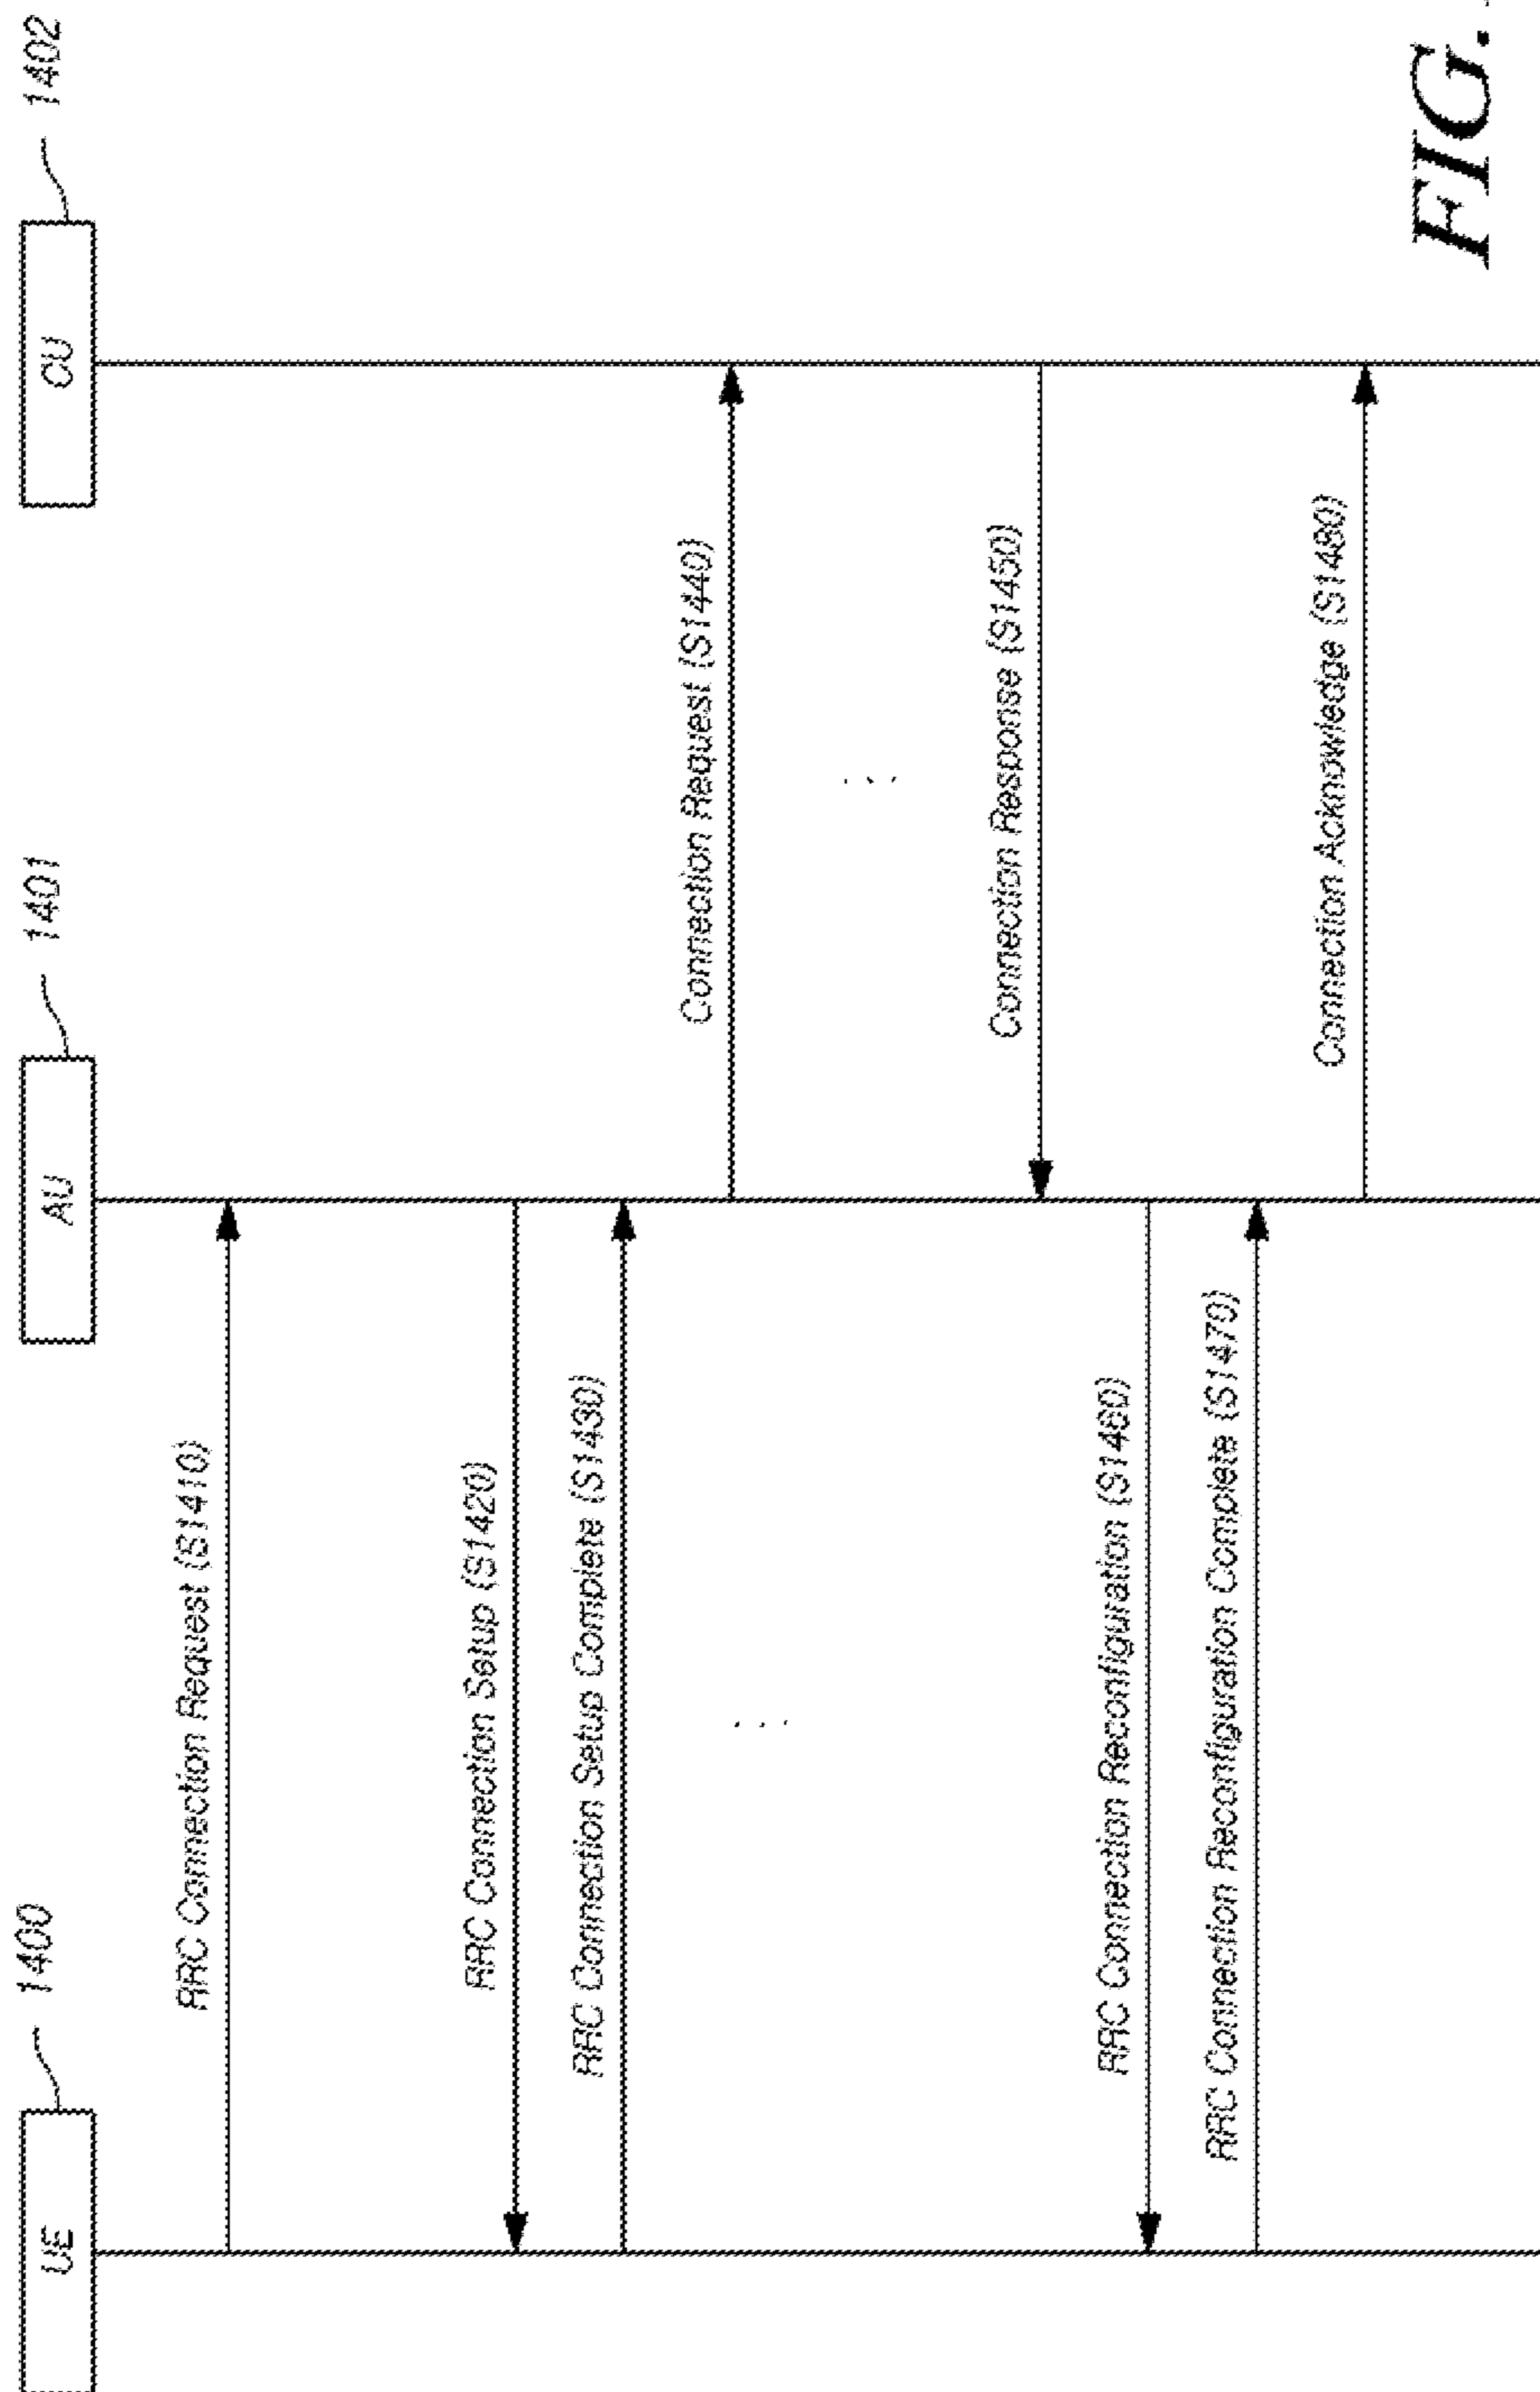 UE
1400
AU
1401
CU
1402
RRC Connection Request (S1410)
RRC Connection Setup (S1420)
RRC Connection Setup Complete (S1430)
Connection Request (S1440)
. . .
. . .
Connection Response (S1450)
RRC Connection Reconfiguration (S1460)
RRC Connection Reconfiguration Complete (S1470)
Connection Acknowledge (S1480)
FIG.